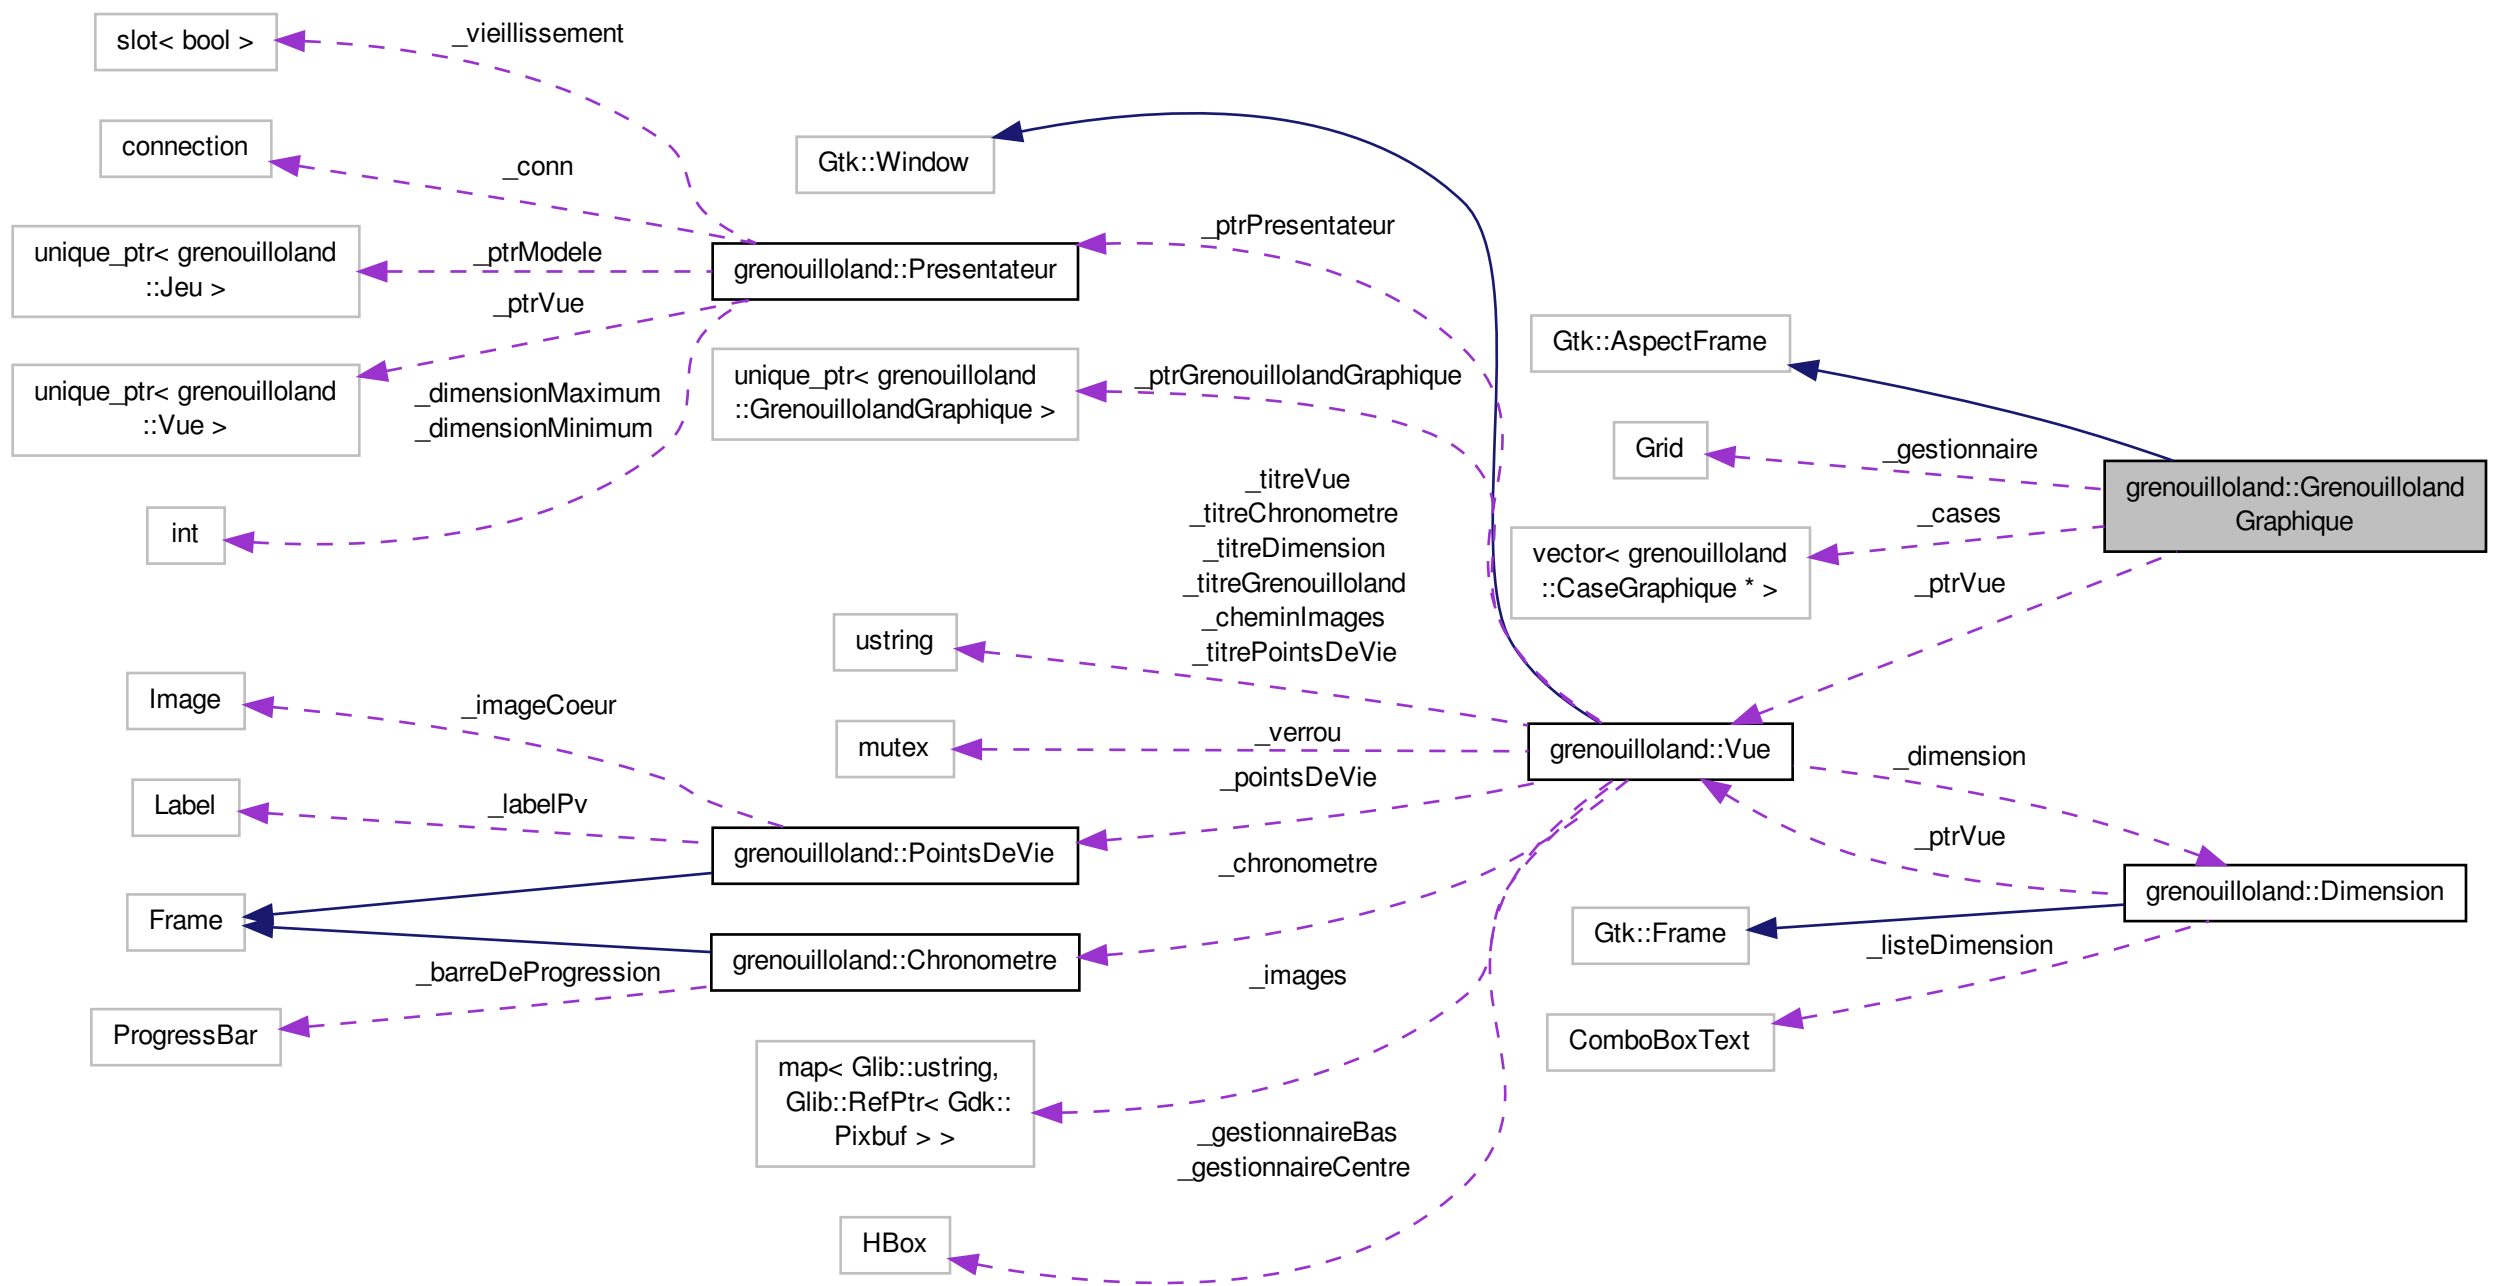 slot< bool >
_vieillissement
connection
_conn
Gtk::Window
unique_ptr< grenouilloland
::Jeu >
_ptrModele
grenouilloland::Presentateur
_ptrPresentateur
_ptrVue
unique_ptr< grenouilloland
::Vue >
_dimensionMaximum
_dimensionMinimum
unique_ptr< grenouilloland
::GrenouillolandGraphique >
_ptrGrenouillolandGraphique
Gtk::AspectFrame
Grid
_gestionnaire
grenouilloland::Grenouilloland
Graphique
int
_titreVue
_titreChronometre
_titreDimension
_titreGrenouilloland
_cheminImages
_titrePointsDeVie
_cases
vector< grenouilloland
::CaseGraphique * >
_ptrVue
ustring
Image
_imageCoeur
mutex
_verrou
grenouilloland::Vue
_dimension
_pointsDeVie
Label
_labelPv
grenouilloland::PointsDeVie
_chronometre
_ptrVue
grenouilloland::Dimension
Frame
Gtk::Frame
_listeDimension
grenouilloland::Chronometre
_barreDeProgression
_images
ProgressBar
ComboBoxText
map< Glib::ustring,
Glib::RefPtr< Gdk::
Pixbuf > >
_gestionnaireBas
_gestionnaireCentre
HBox